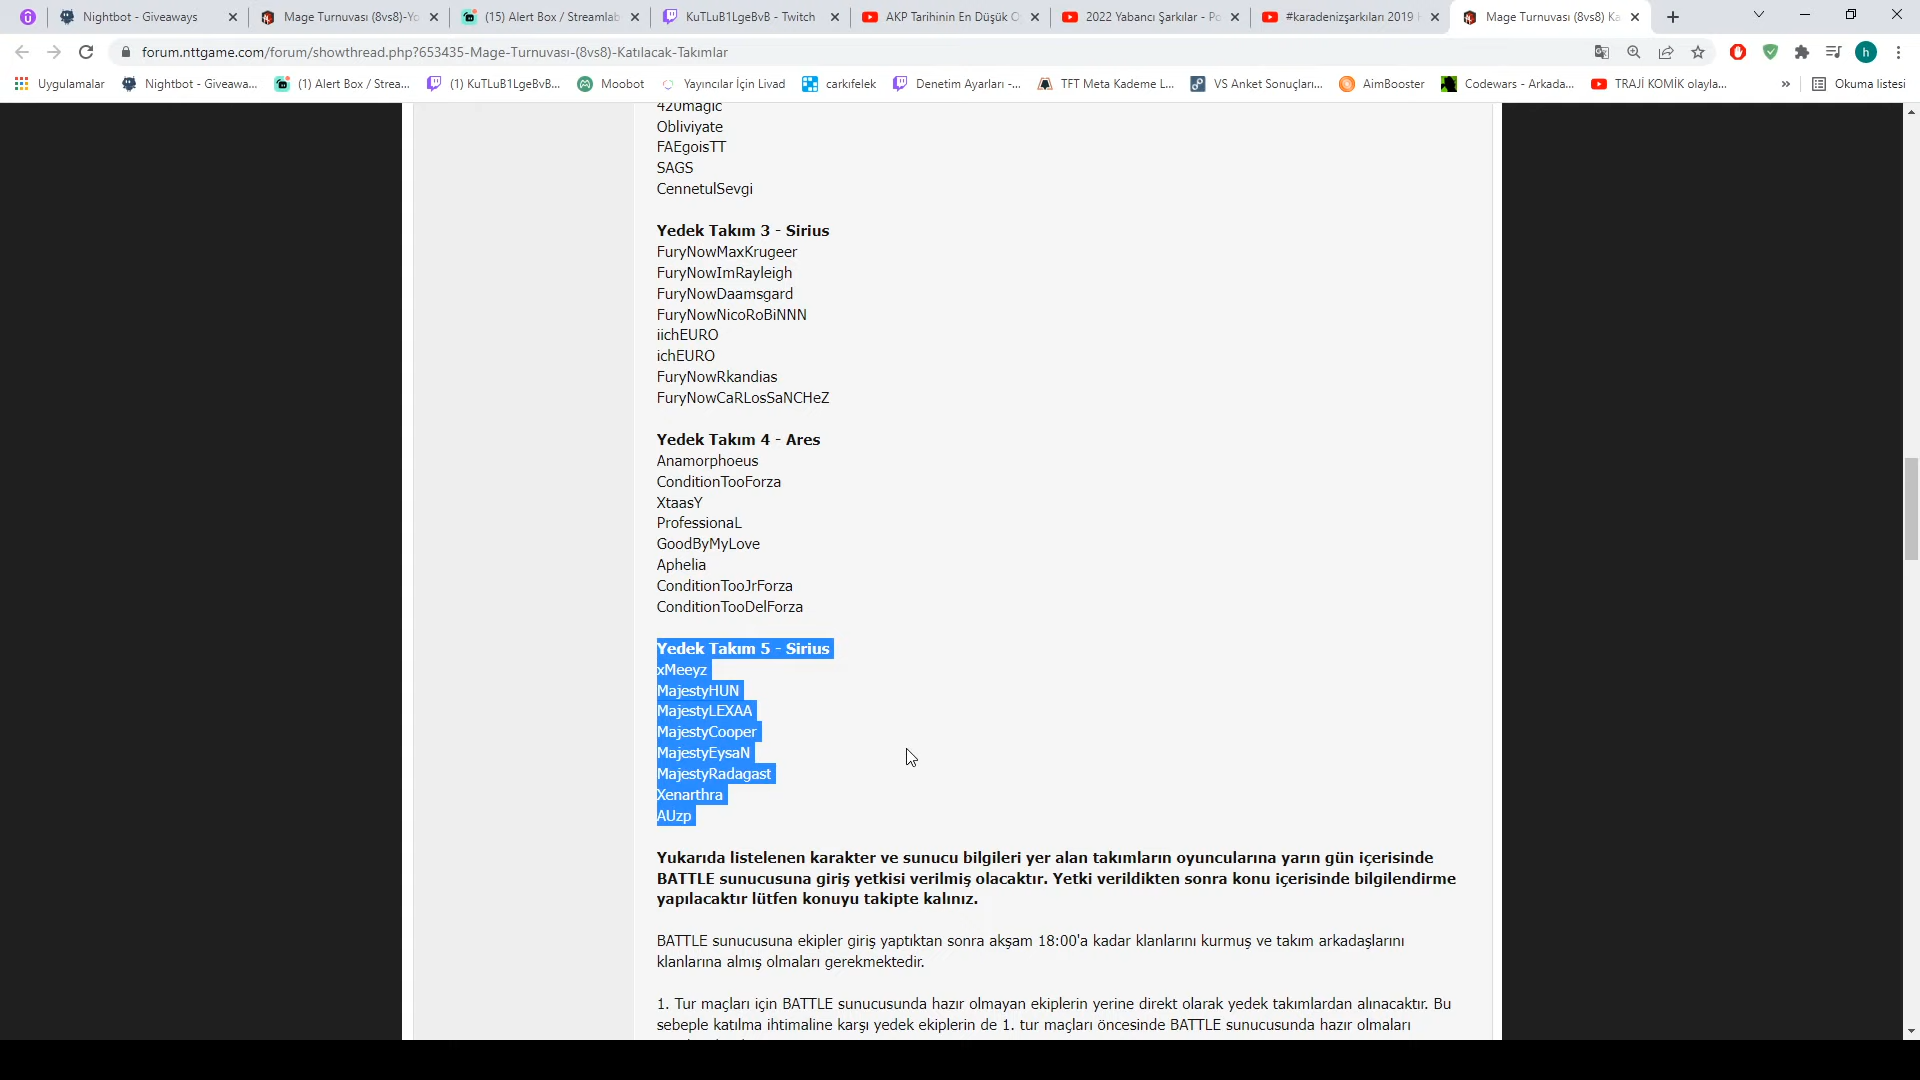 Nightbot - Giveaways
Mage Turnuvası (8vs8)-Yo
(15) Alert Box / Streamlab
KuTLuB1LgeBvB - Twitch
AKP Tarihinin En Düşük O
2022 Yabancı Şarkılar - Po
#karadenizşarkıları 2019
Mage Turnuvası (8vs8) Ka
forum.nttgame.com/forum/showthread.php?653435-Mage-Turnuvası-(8vs8)-Katılacak-Takımlar
h
Uygulamalar
Nightbot - Giveawa...
(1) Alert Box / Strea...
(1) KuTLuB1LgeBvB...
Moobot
Yayıncılar İçin Livad
carkıfelek
Denetim Ayarları -...
TFT Meta Kademe L...
VS Anket Sonuçları...
AimBooster
Codewars - Arkada...
TRAJİ KOMİK olayla...
»
Okuma listesi
420magic
Obliviyate
FAEgoisTT
SAGS
CennetulSevgi
Yedek Takım 3 - Sirius
FuryNowMaxKrugeer
FuryNowImRayleigh
FuryNowDaamsgard
FuryNowNicoRoBiNNN
iichEURO
ichEURO
FuryNowRkandias
FuryNowCaRLosSaNCHeZ
Yedek Takım 4 - Ares
Anamorphoeus
ConditionTooForza
XtaasY
ProfessionaL
GoodByMyLove
Aphelia
ConditionTooJrForza
ConditionTooDelForza
Yedek Takım 5 - Sirius
xMeeyz
MajestyHUN
MajestyLEXAA
MajestyCooper
MajestyEysaN
MajestyRadagast
Xenarthra
AUzp
Yukarıda listelenen karakter ve sunucu bilgileri yer alan takımların oyuncularına yarın gün içerisinde
BATTLE sunucusuna giriş yetkisi verilmiş olacaktır. Yetki verildikten sonra konu içerisinde bilgilendirme
yapılacaktır lütfen konuyu takipte kalınız.
BATTLE sunucusuna ekipler giriş yaptıktan sonra akşam 18:00'a kadar klanlarını kurmuş ve takım arkadaşlarını
klanlarına almış olmaları gerekmektedir.
1. Tur maçları için BATTLE sunucusunda hazır olmayan ekiplerin yerine direkt olarak yedek takımlardan alınacaktır. Bu
sebeple katılma ihtimaline karşı yedek ekiplerin de 1. tur maçları öncesinde BATTLE sunucusunda hazır olmaları